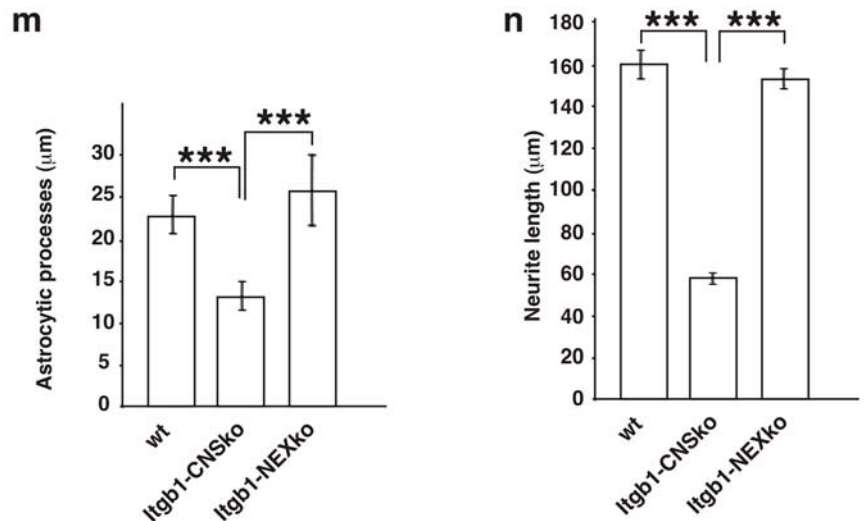 m
***
***
Astrocytic processes (μm)
30
25
20
15
10
5
0
wt
Itgb1-CNSko
Itgb1-NEXko
n
***
***
Neurite length (μm)
180
160
140
120
100
80
60
40
20
0
wt
Itgb1-CNSko
Itgb1-NEXko